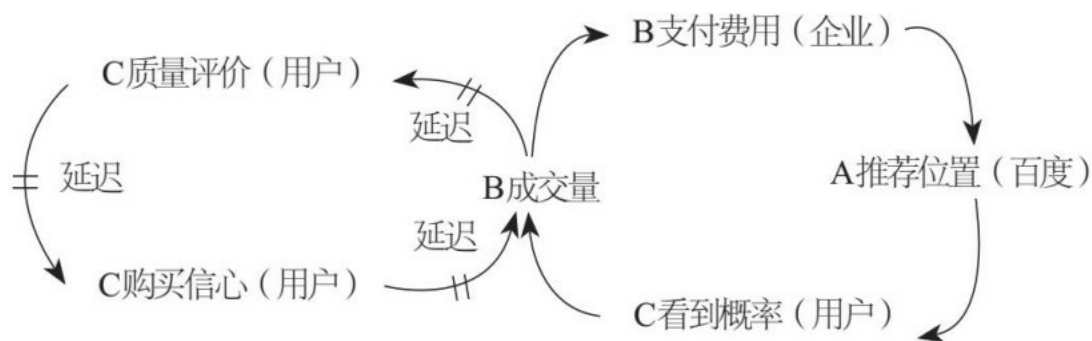 B支付费用（企业）
C质量评价（用户）
延迟
延迟
A推荐位置（百度）
B成交量
延迟
C购买信心（用户）
C看到概率（用户）